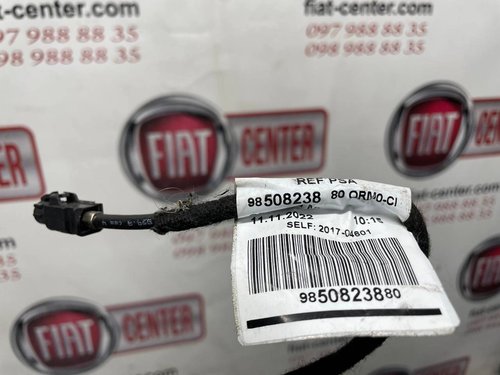 fiat-center.com
097 988 88 35
098 988 88 35
fiat-center.com
097 988 88 35
098 988 88 35
FIAT CENTER
FIAT CENTER
CENTER
REF PSA
98508238 80 ORMO-CI
11.11.2022 10:15
SELF: 2017-04601
9850823880
FIAT CENTER